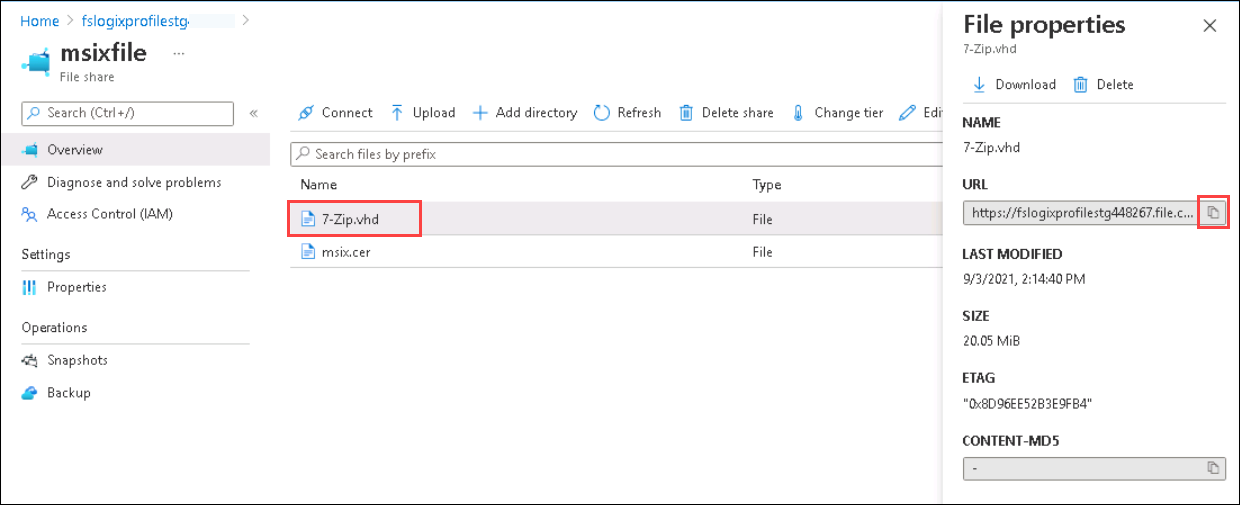 Home > fslogixprofilestg >
msixfile ...
File share
Search (Ctrl+/)
«
Overview
Diagnose and solve problems
Access Control (IAM)
Settings
Properties
Operations
Snapshots
Backup
Connect Upload Add directory Refresh Delete share Change tier Edi
Search files by prefix
Name Type
7-Zip.vhd File
msix.cer File
File properties
7-Zip.vhd
Download Delete
NAME
7-Zip.vhd
URL
https://fslogixprofilestg448267.file.c...
LAST MODIFIED
9/3/2021, 2:14:40 PM
SIZE
20.05 MiB
ETAG
"0x8D96EE52B3E9FB4"
CONTENT-MD5
-